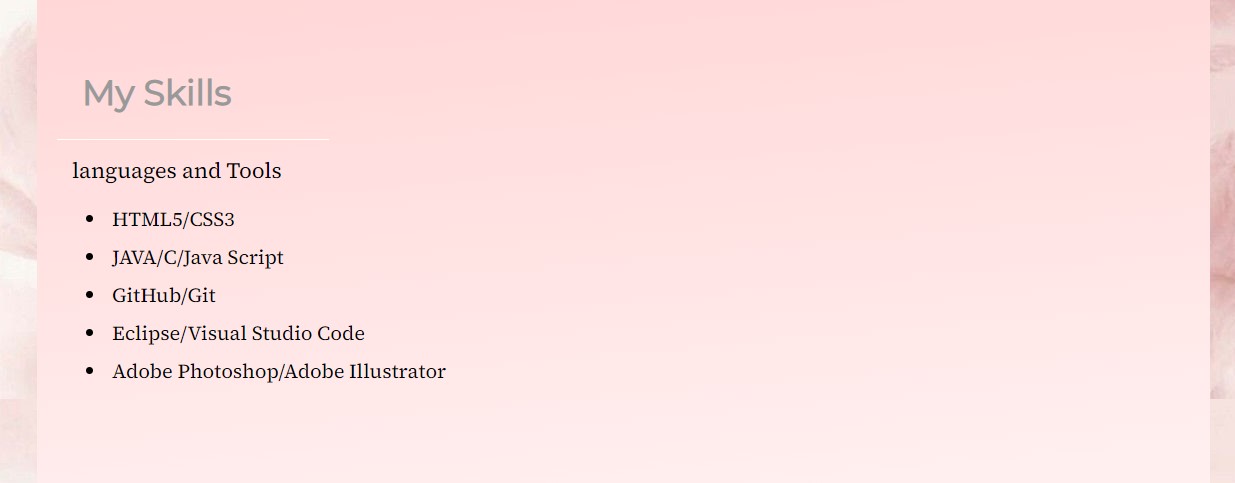 My Skills
languages and Tools
HTML5/CSS3
JAVA/C/Java Script
GitHub/Git
Eclipse/Visual Studio Code
Adobe Photoshop/Adobe Illustrator